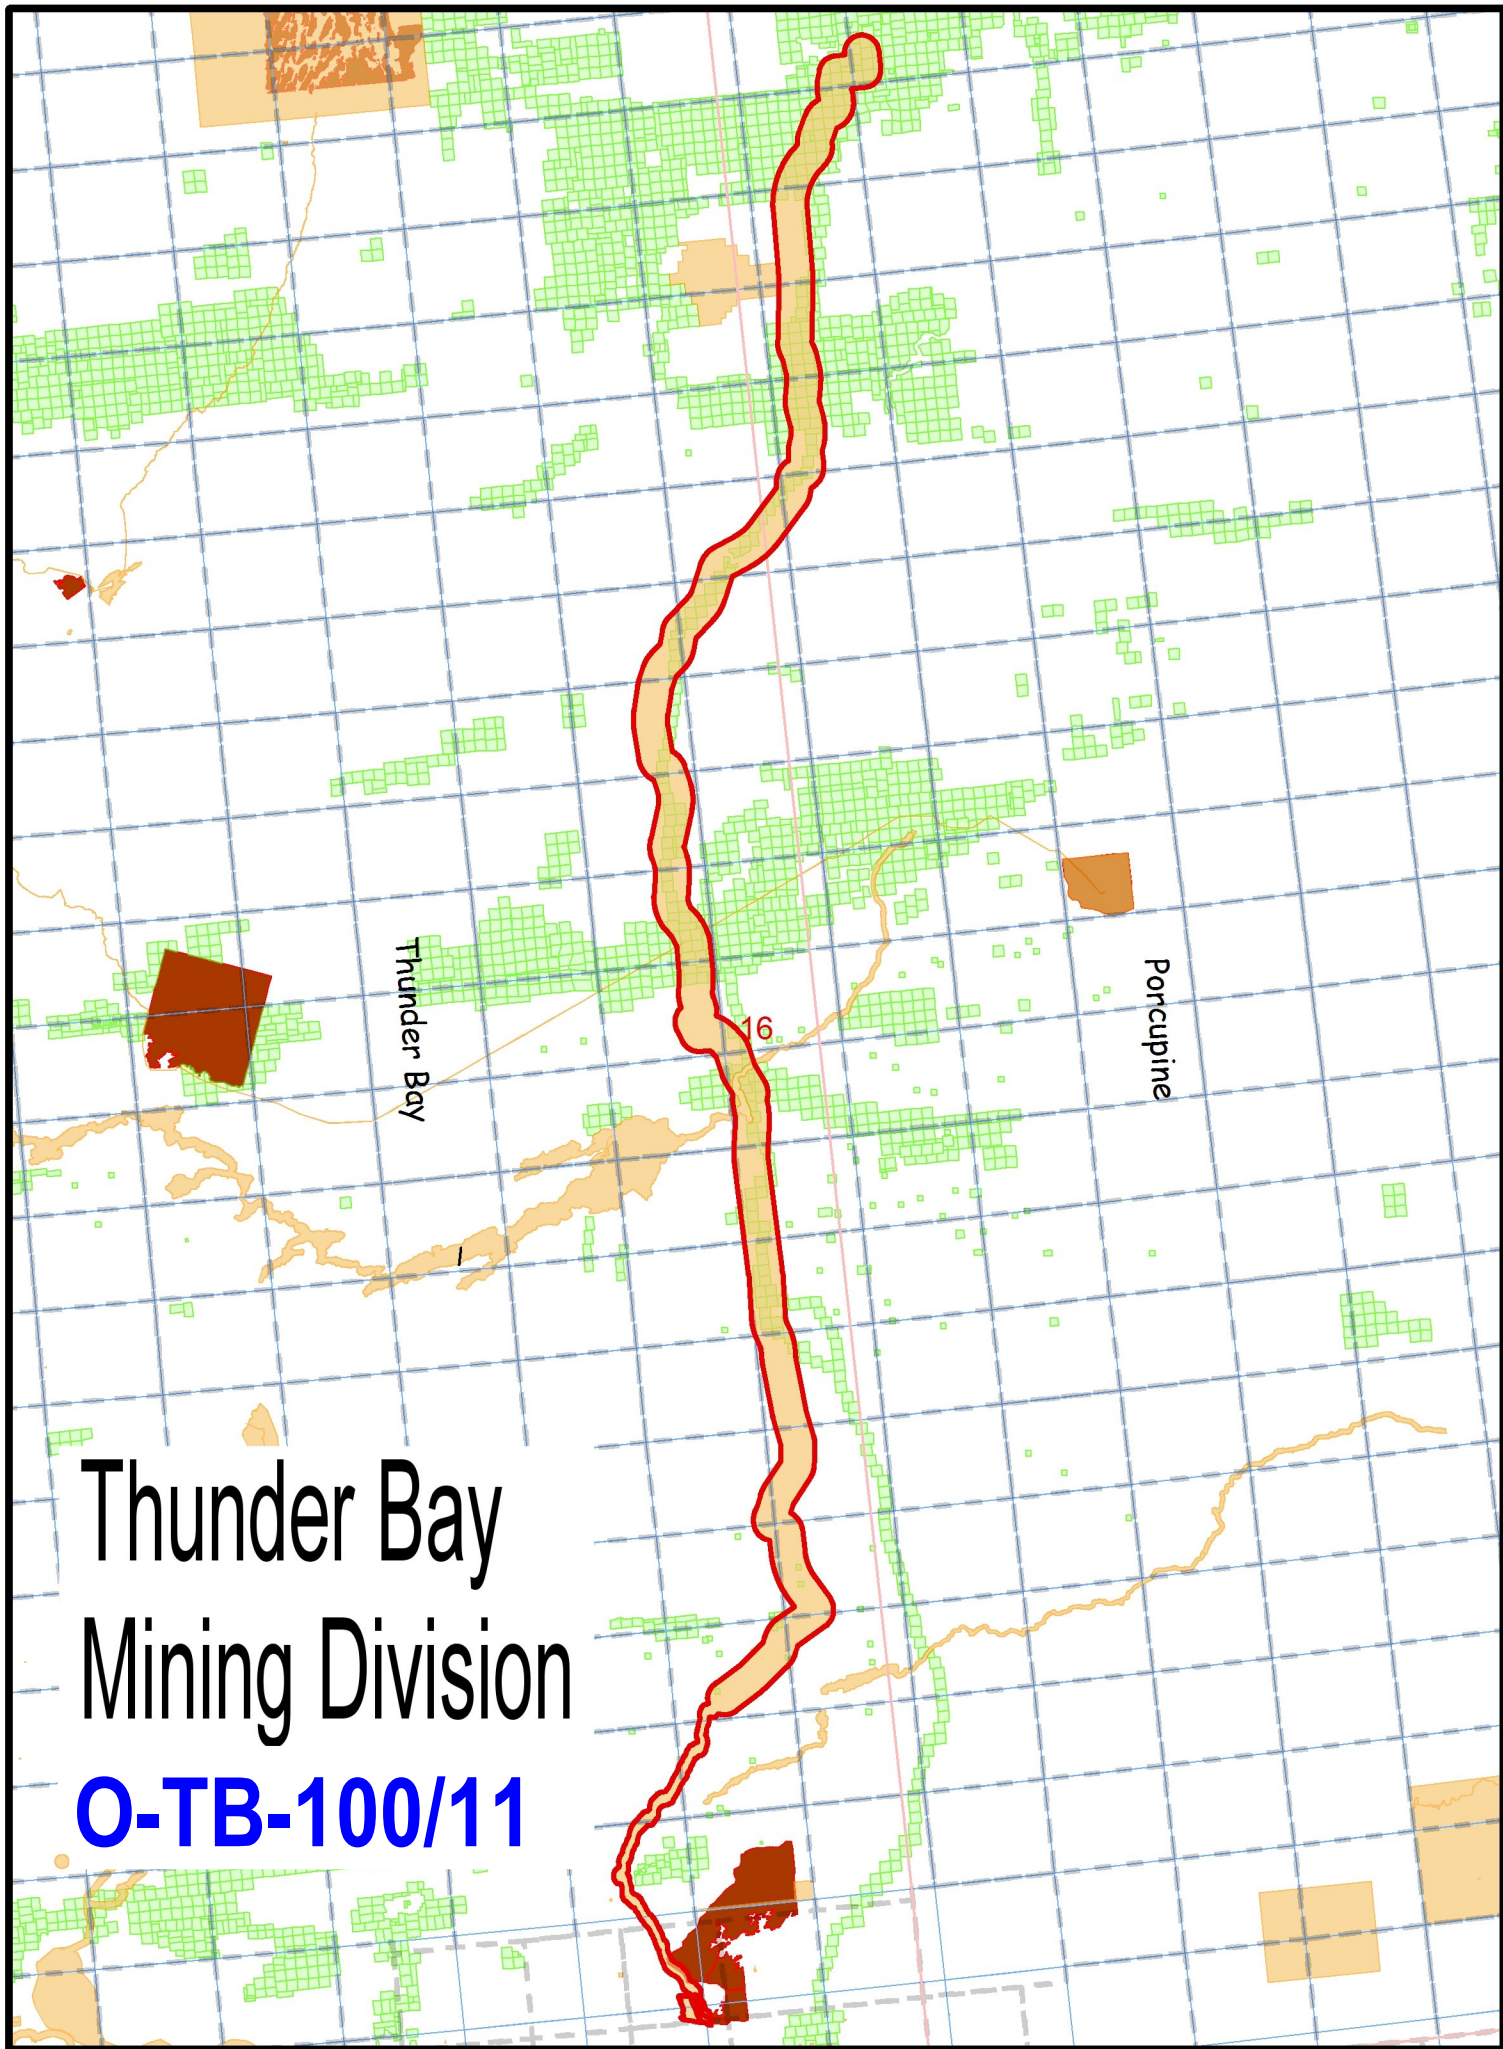 16
Thunder Bay
Porcupine
Thunder Bay
Mining Division
O-TB-100/11